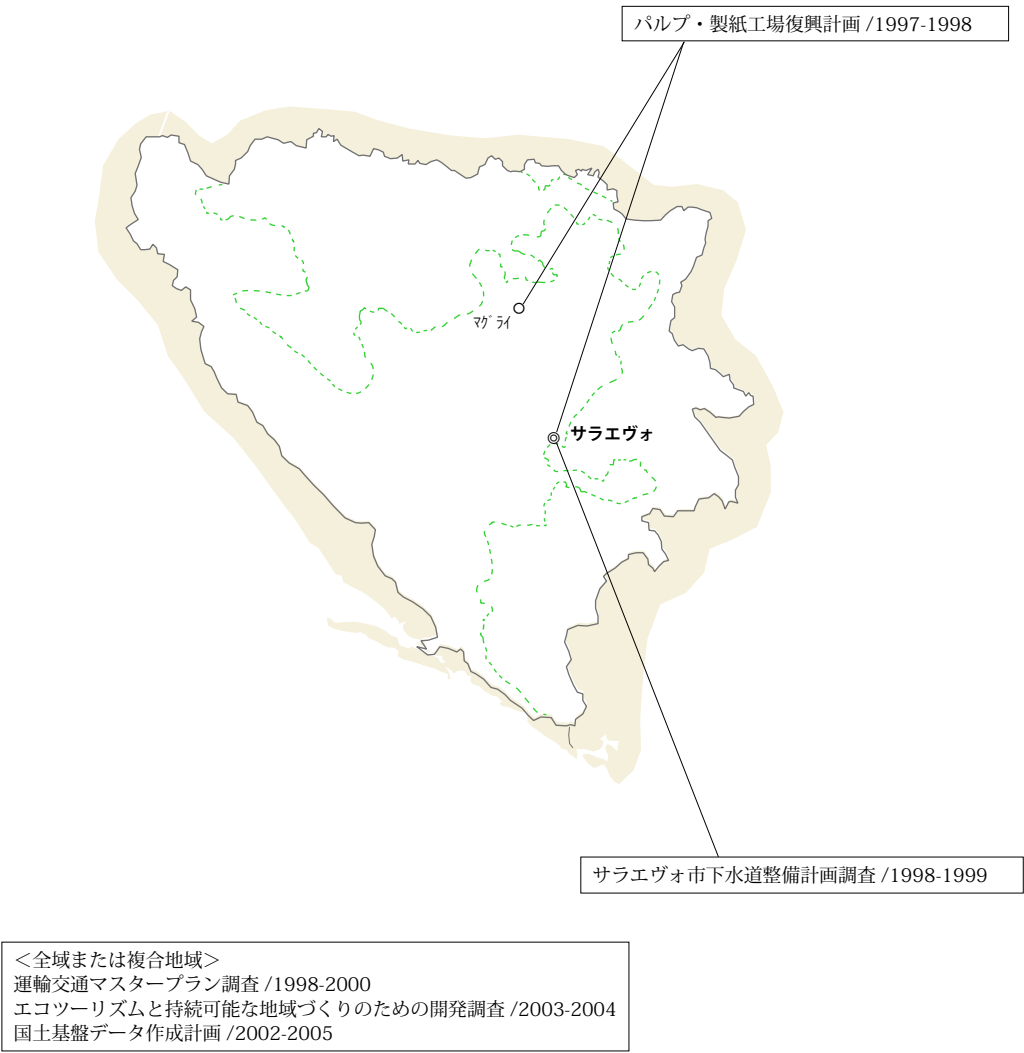 パルプ・製紙工場復興計画 /1997-1998
ﾏｸﾞﾗｲ
サラエヴォ
サラエヴォ市下水道整備計画調査 /1998-1999
＜全域または複合地域＞
運輸交通マスタープラン調査 /1998-2000
エコツーリズムと持続可能な地域づくりのための開発調査 /2003-2004
国土基盤データ作成計画 /2002-2005